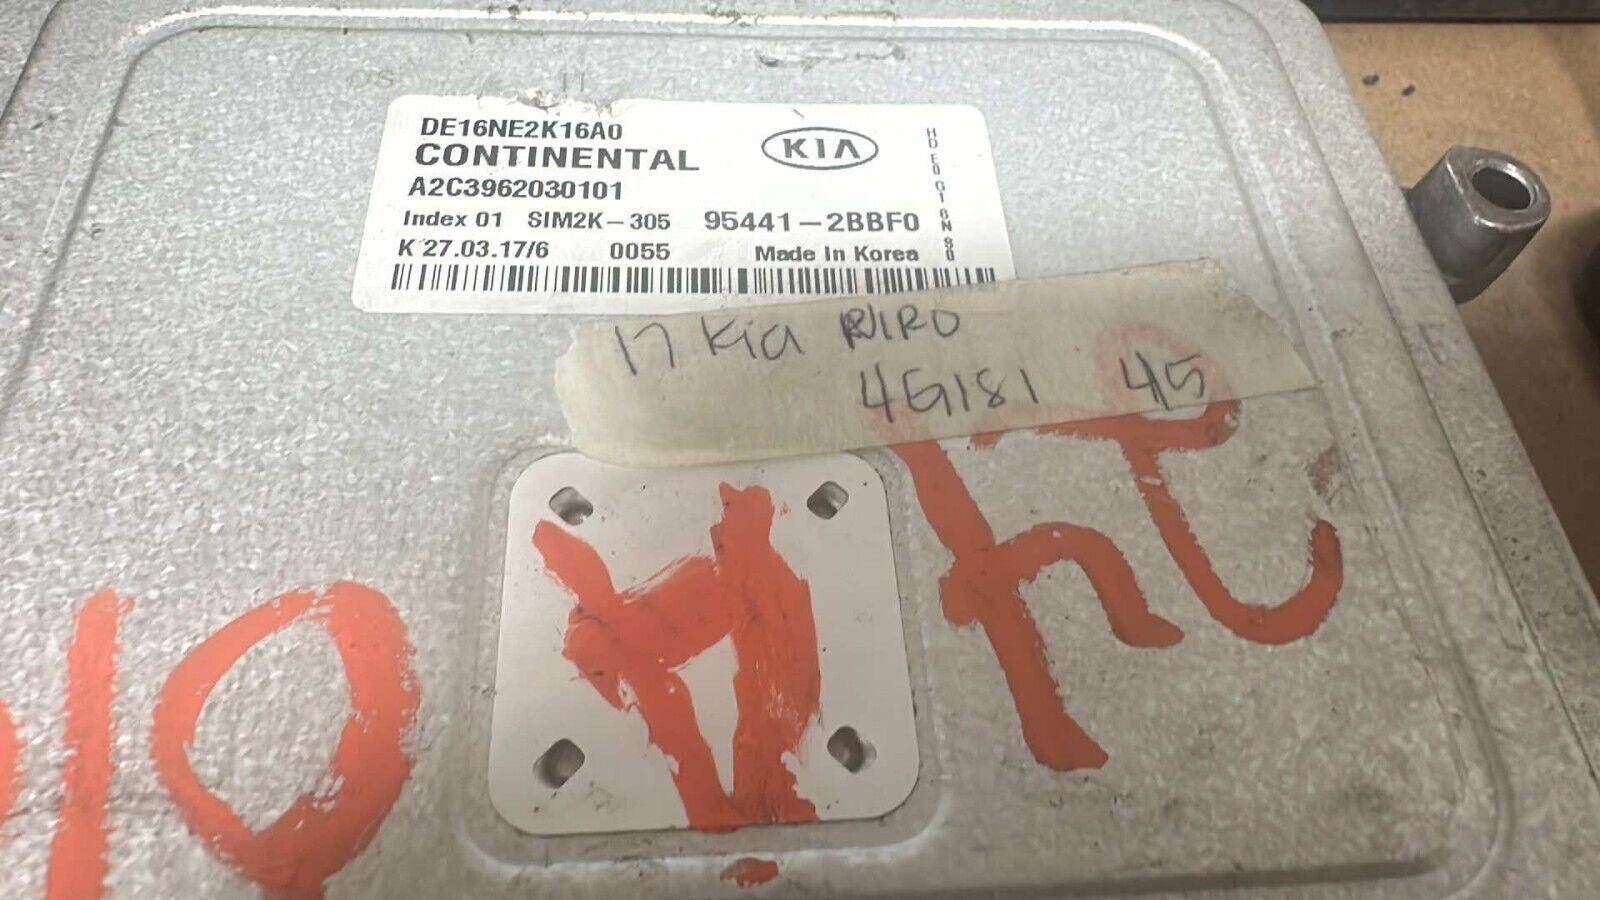 DE16NE2K16A0
CONTINENTAL
KIA
A2C3962030101
Index 01 SIM2K-305 95441-2BBF0
K 27.03.17/6 0055 Made In Korea
17 Kia NIRO
4G181 45